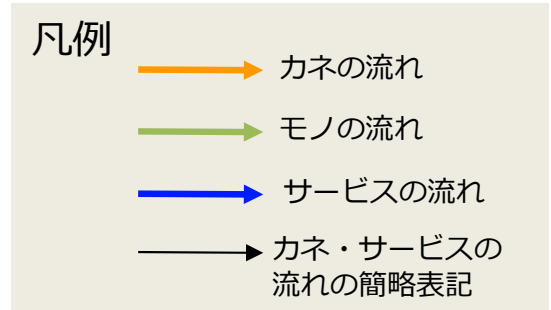 凡例
カネの流れ
モノの流れ
サービスの流れ
カネ・サービスの
流れの簡略表記